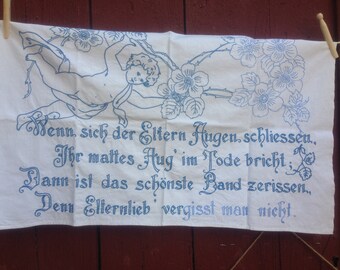 Wenn sich der Eltern Augen schliessen,
Ihr mattes Aug' im Tode bricht,
Dann ist das schönste Band zerissen,
Denn Elternlieb vergisst man nicht.